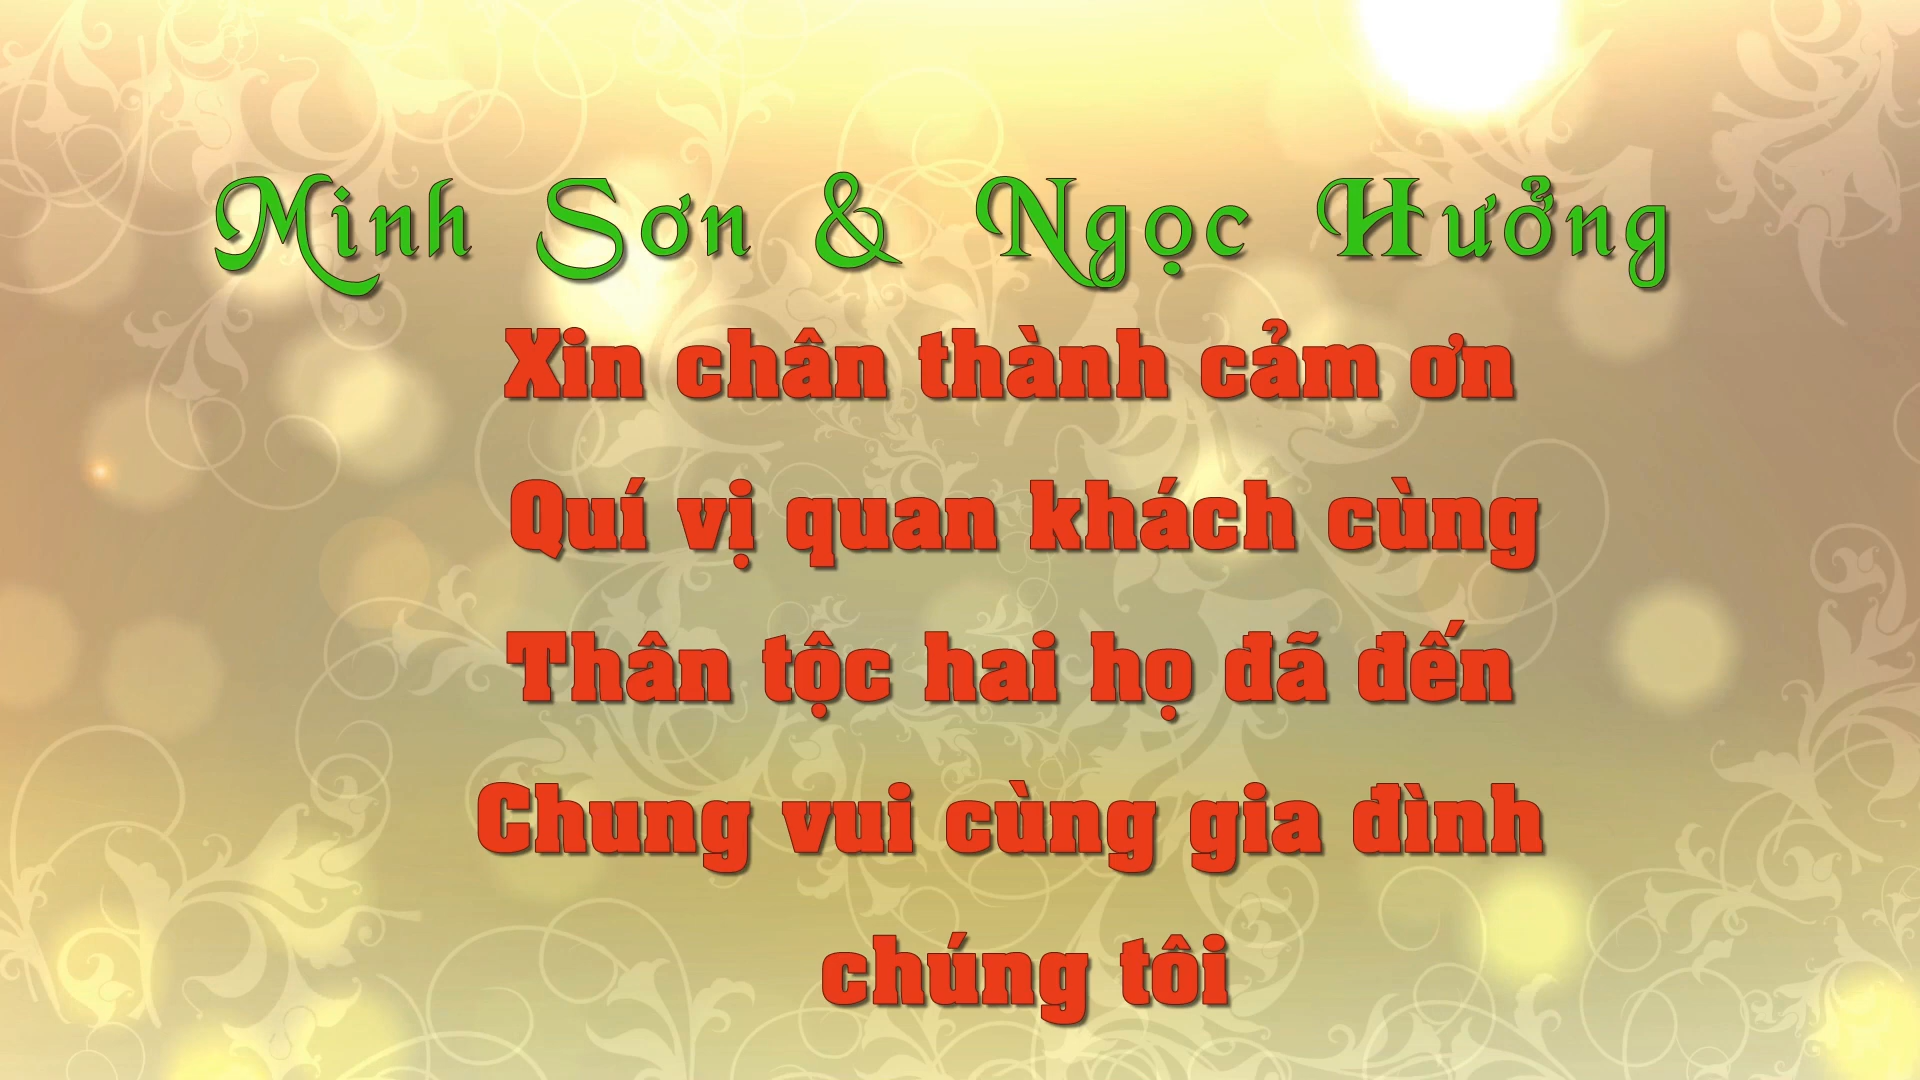 Minh Sơn & Ngọc Hưởng
Xin chân thành cảm ơn
Quí vị quan khách cùng
Thân tộc hai họ đã đến
Chung vui cùng gia đình
chúng tôi